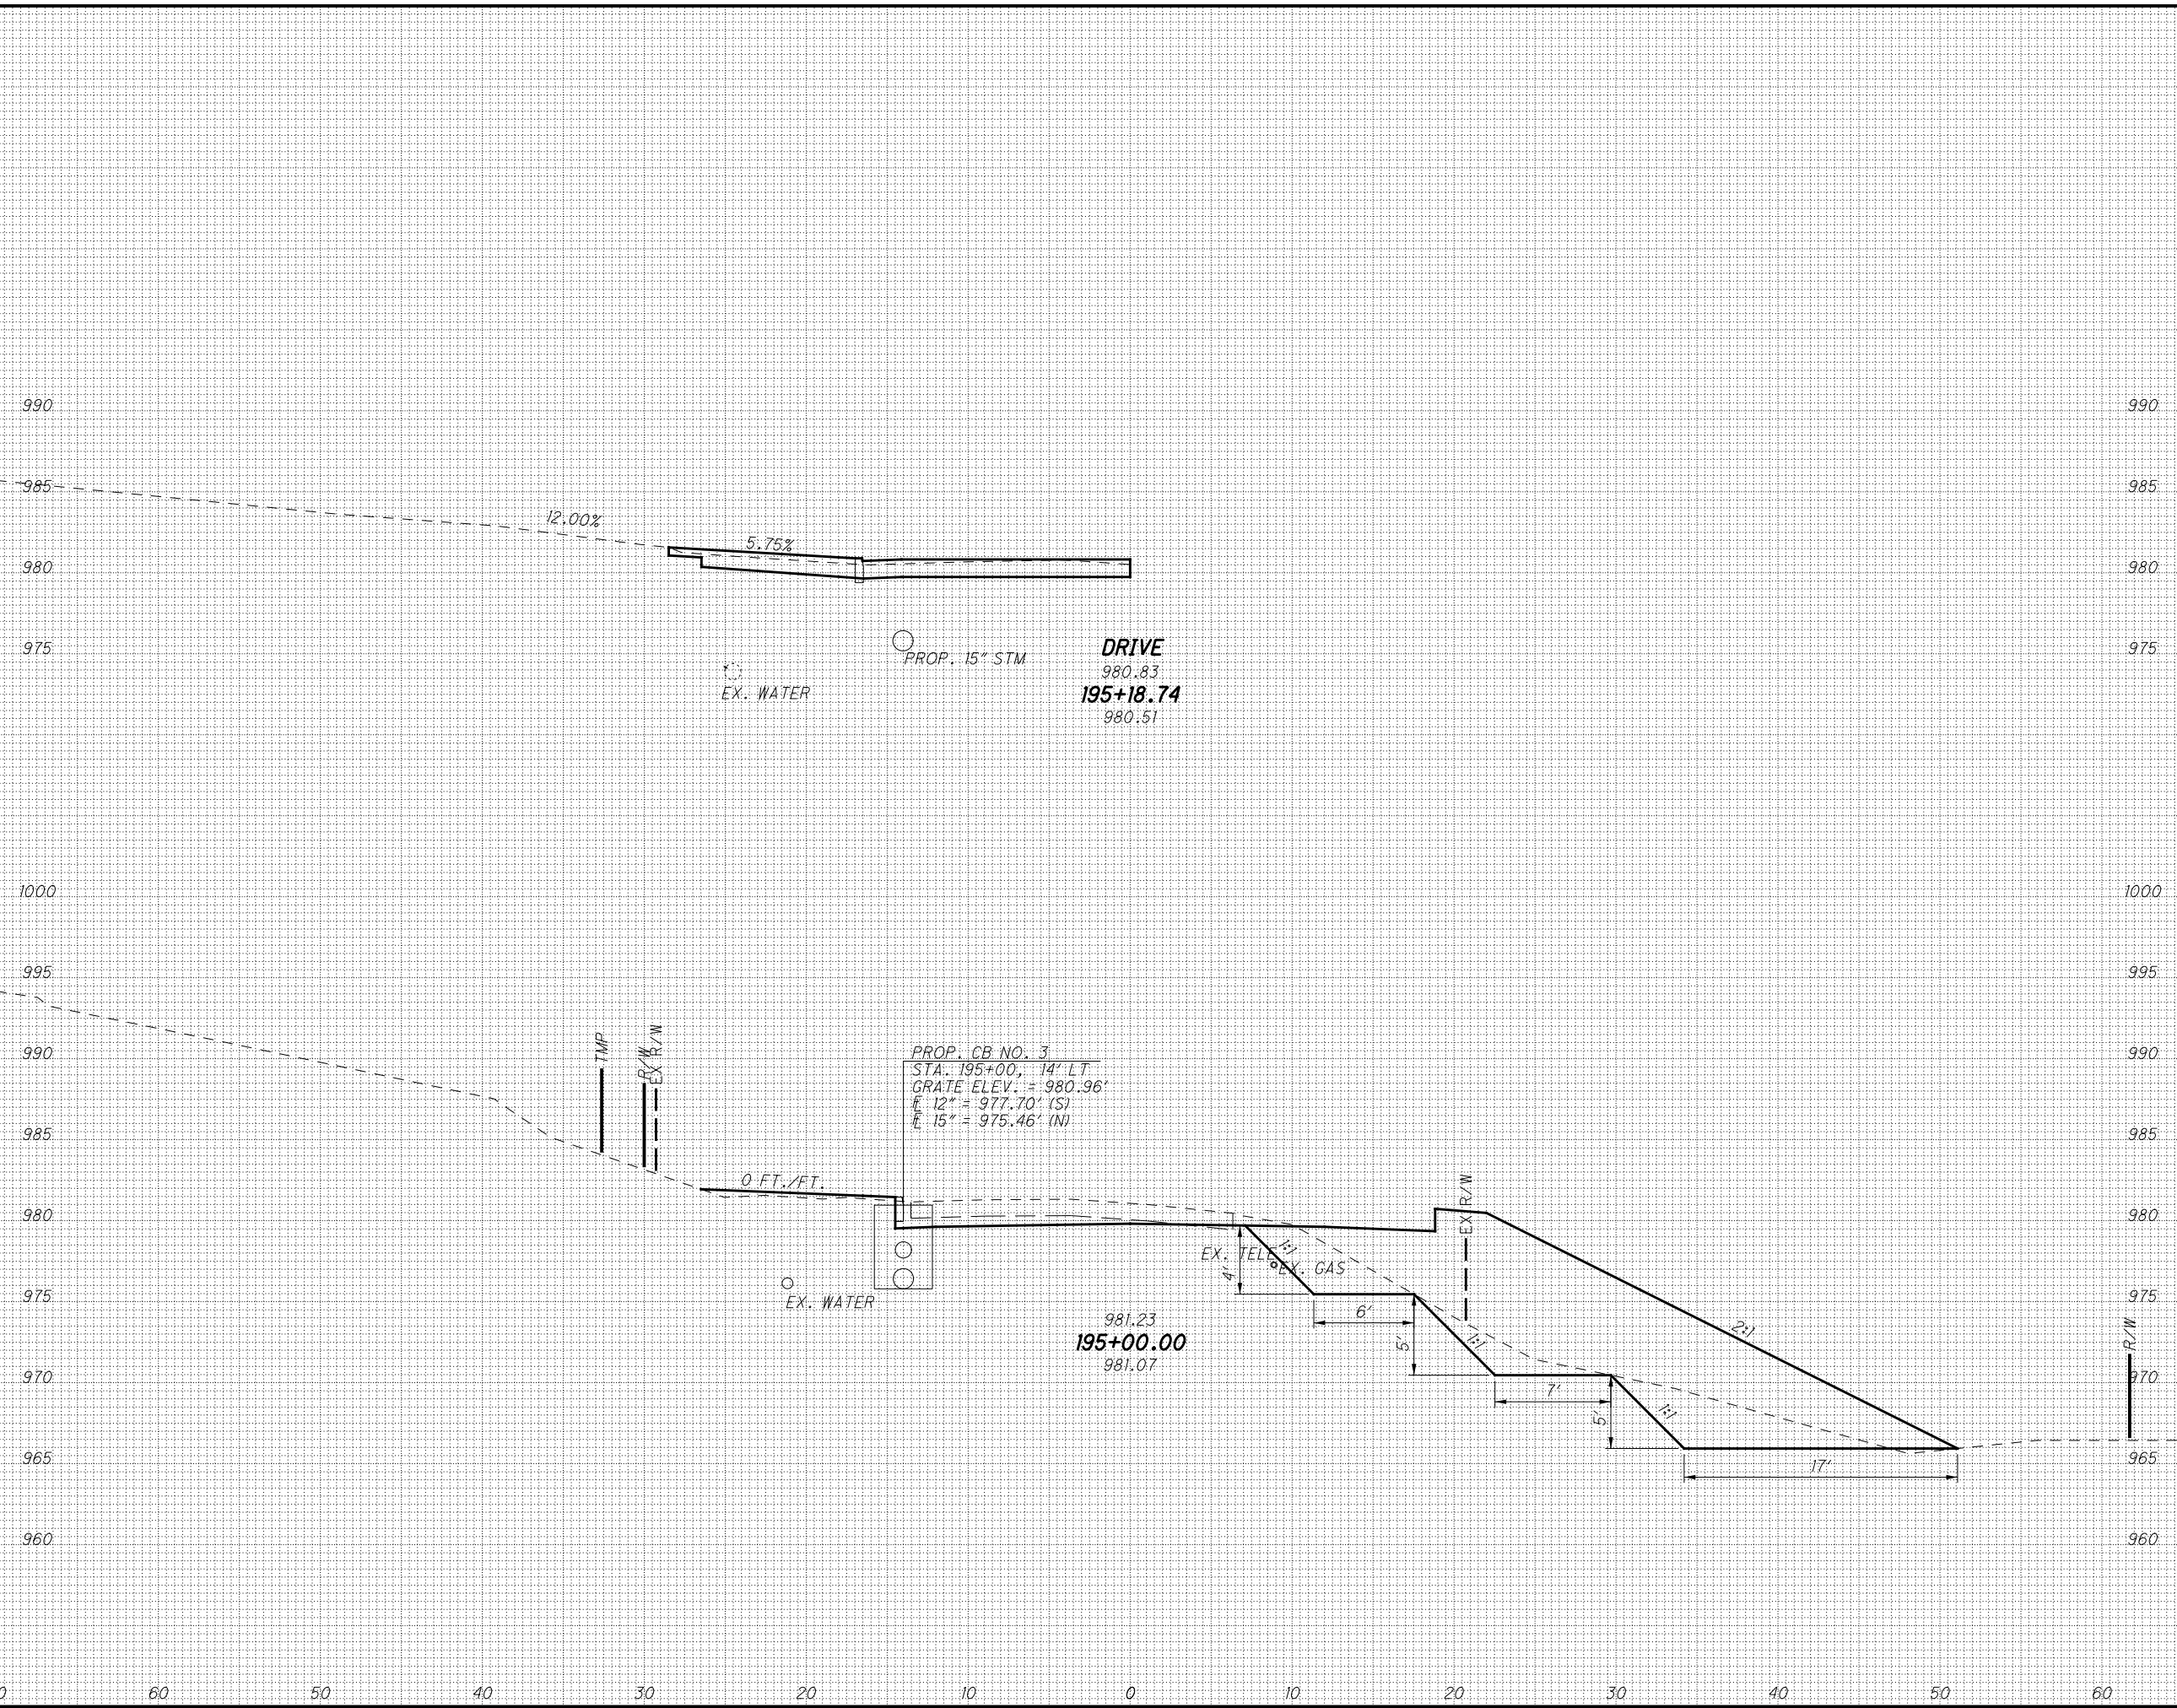 990 990
985 985
12.00%
5.75%
980 980
975 975
DRIVE
PROP. 15" STM
980.83
EX. WATER
195+18.74
980.51
1000 1000
995 995
990 990
TMP
R/W
EX R/W
PROP. CB NO. 3
STA. 195+00, 14' LT
GRATE ELEV. = 980.96'
℄ 12" = 977.70' (S)
℄ 15" = 975.46' (N)
985 985
0 FT./FT.
EX R/W
980 980
1:1
EX. TELE
EX. GAS
4'
975 975
EX. WATER
6'
981.23
195+00.00
981.07
5'
1:1
2:1
R/W
970 970
7'
5'
1:1
965 965
17'
960 960
0 60 50 40 30 20 10 0 10 20 30 40 50 60